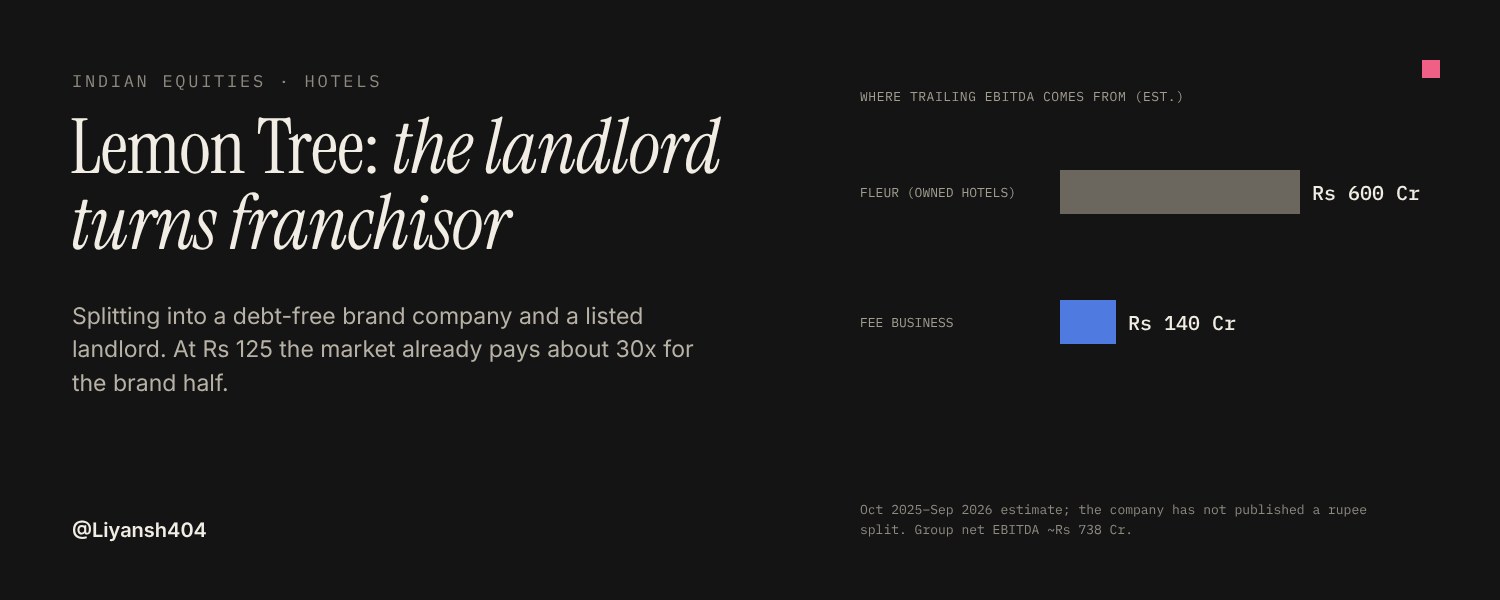 INDIAN EQUITIES · HOTELS
Lemon Tree: the landlord
turns franchisor
Splitting into a debt-free brand company and a listed
landlord. At Rs 125 the market already pays about 30x for
the brand half.
@Liyansh404
WHERE TRAILING EBITDA COMES FROM (EST.)
FLEUR (OWNED HOTELS) Rs 600 Cr
FEE BUSINESS Rs 140 Cr
Oct 2025–Sep 2026 estimate; the company has not published a rupee
split. Group net EBITDA ~Rs 738 Cr.